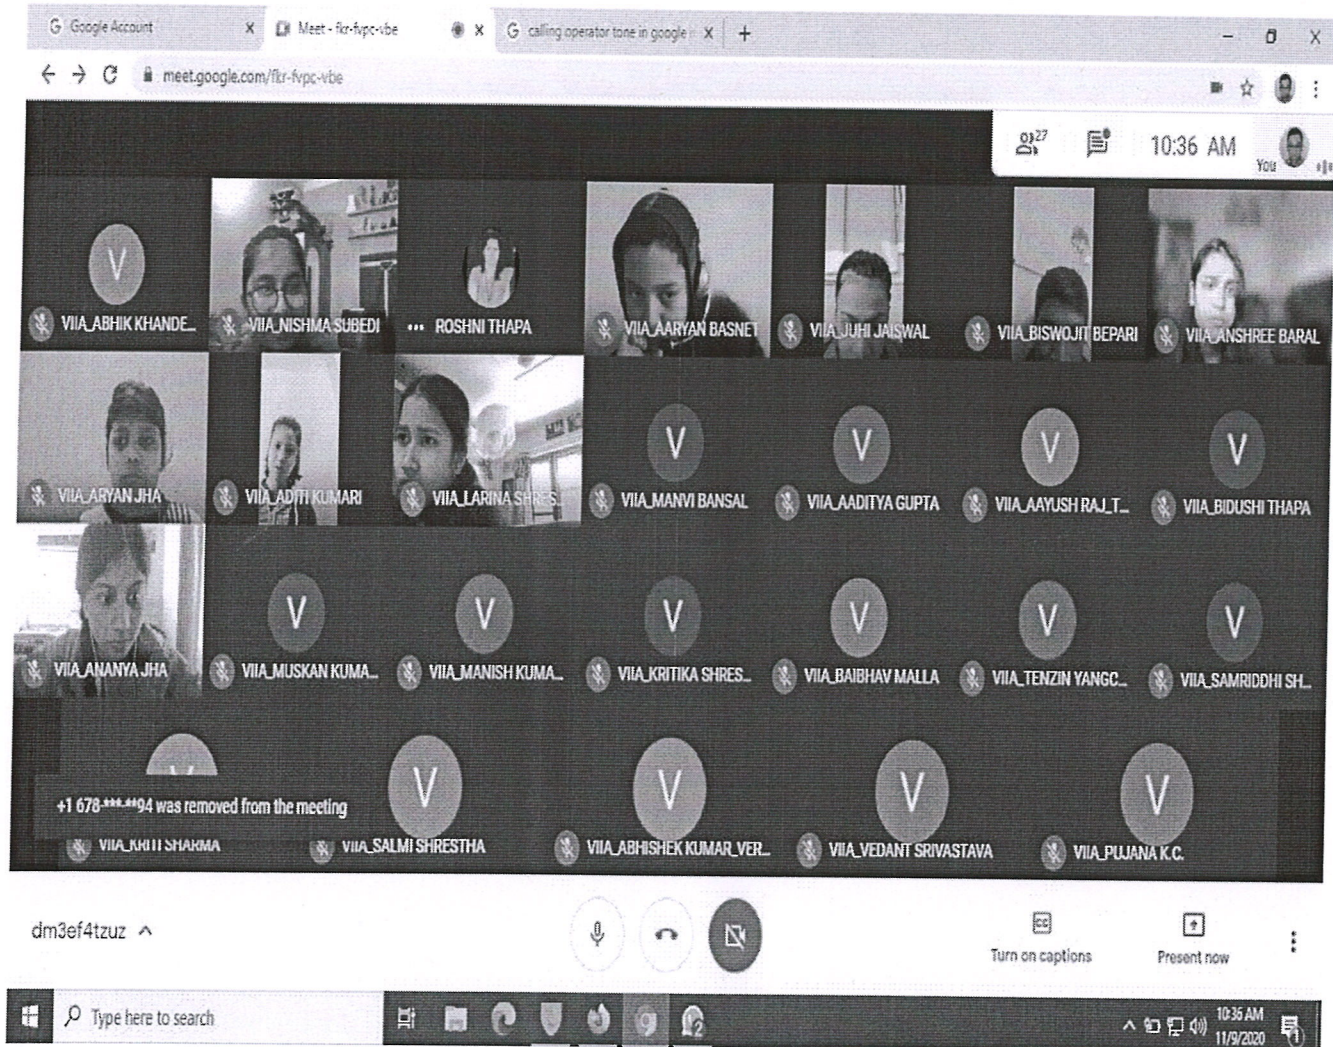 Google Account
Meet - fkr-fvpc-vbe
calling operator tone in google
meet.google.com/fkr-fvpc-vbe
27
10:36 AM
You
V
VIIA_ABHIK KHANDE...
VIIA_NISHMA SUBEDI
ROSHNI THAPA
VIIA_AARYAN BASNET
VIIA_JUHI JAISWAL
VIIA_BISWOJIT BEPARI
VIIA_ANSHREE BARAL
VIIA_ARYAN JHA
VIIA_ADITI KUMARI
VIIA_LARINA SHRES...
V
VIIA_MANVI BANSAL
V
VIIA_AADITYA GUPTA
V
VIIA_AAYUSH RAJ_T...
V
VIIA_BIDUSHI THAPA
VIIA_ANANYA JHA
V
VIIA_MUSKAN KUMA...
V
VIIA_MANISH KUMA...
V
VIIA_KRITIKA SHRES...
V
VIIA_BAIBHAV MALLA
V
VIIA_TENZIN YANGC...
V
VIIA_SAMRIDDHI SH...
+1 678-***-**94 was removed from the meeting
VIIA_KRITI SHARMA
V
VIIA_SALMI SHRESTHA
V
VIIA_ABHISHEK KUMAR_VER...
V
VIIA_VEDANT SRIVASTAVA
V
VIIA_PUJANA K.C.
dm3ef4tzuz
Turn on captions
Present now
Type here to search
2
10:36 AM
11/9/2020
1